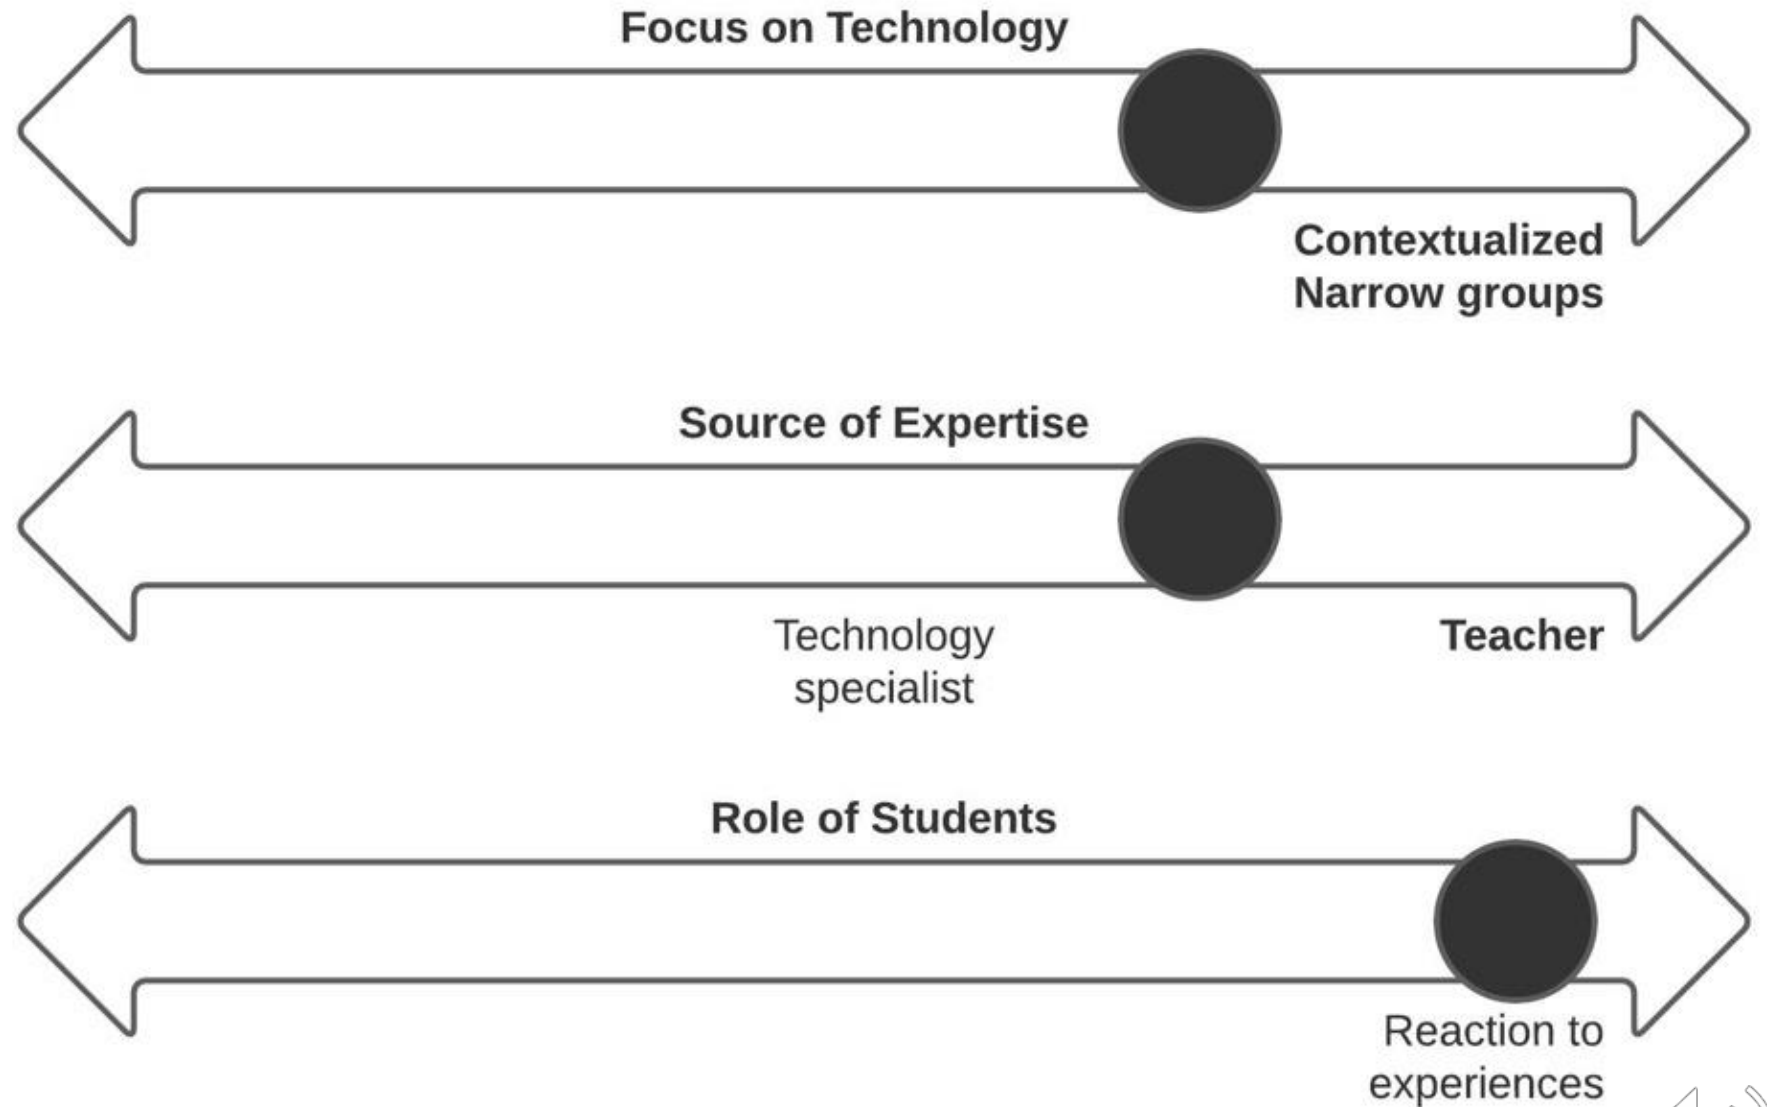 Focus on Technology
Contextualized
Narrow groups
Source of Expertise
Technology
specialist
Teacher
Role of Students
Reaction to
experiences